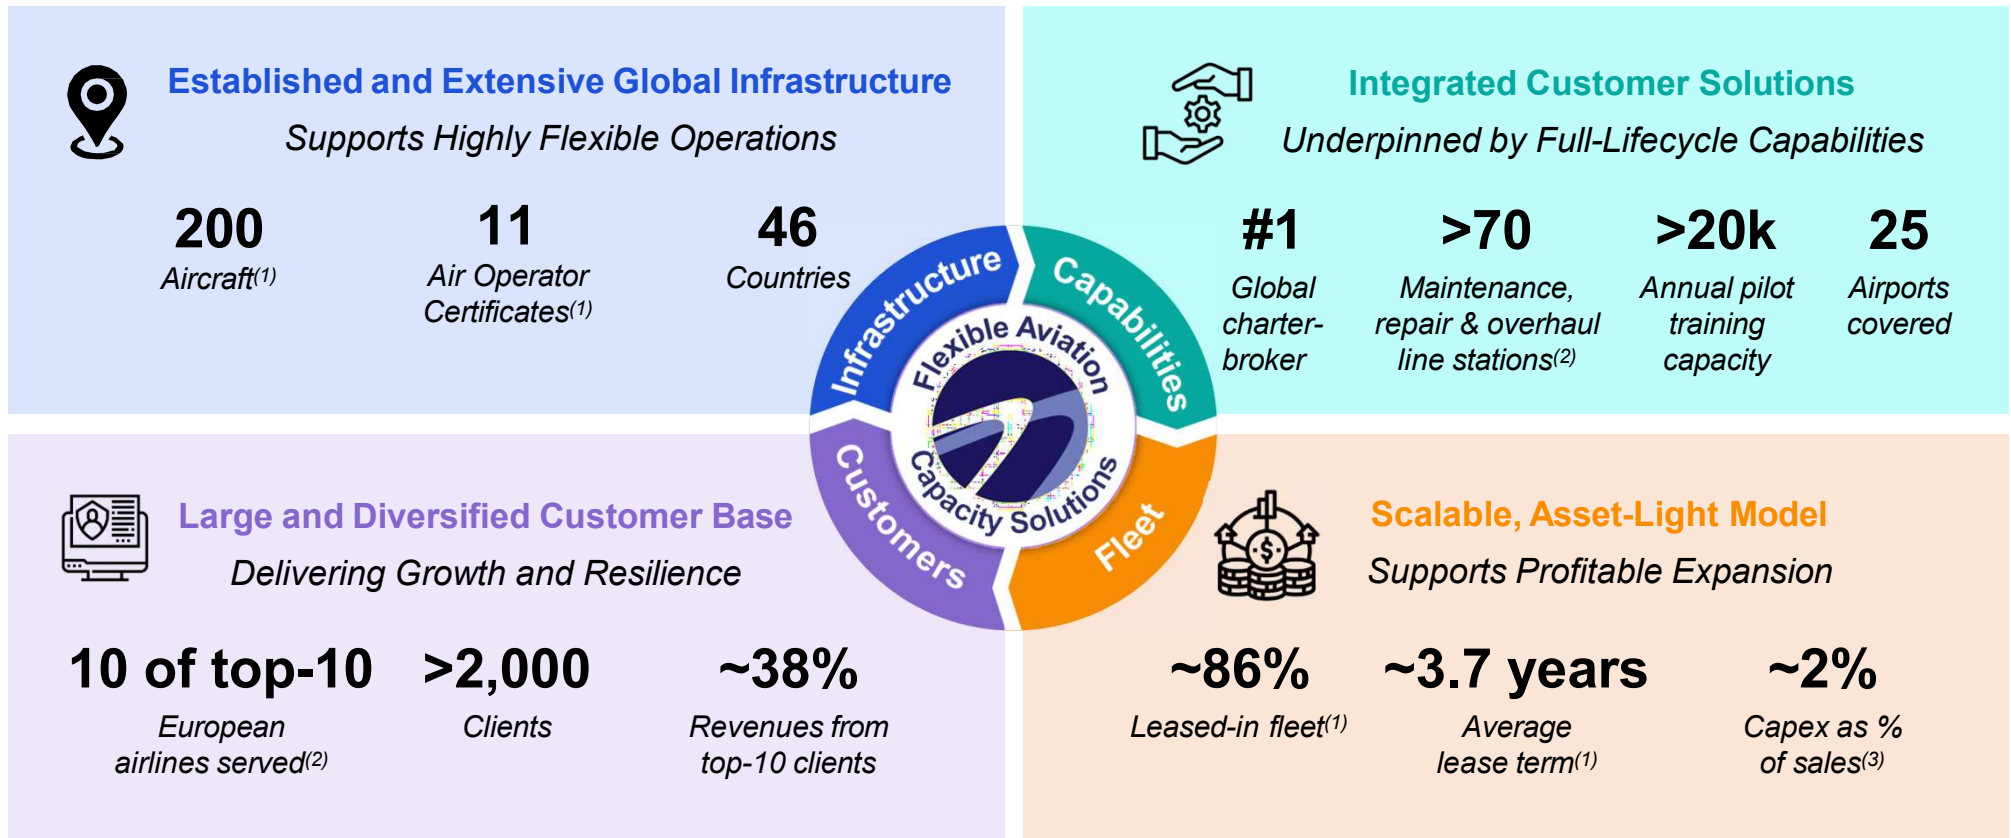 Established and Extensive Global Infrastructure
Supports Highly Flexible Operations
200
Aircraft(1)
11
Air Operator
Certificates(1)
46
Countries
Integrated Customer Solutions
Underpinned by Full-Lifecycle Capabilities
#1
Global
charter-
broker
>70
Maintenance,
repair & overhaul
line stations(2)
>20k
Annual pilot
training
capacity
25
Airports
covered
Infrastructure
Capabilities
Customers
Fleet
Flexible Aviation
Capacity Solutions
Large and Diversified Customer Base
Delivering Growth and Resilience
10 of top-10
European
airlines served(2)
>2,000
Clients
~38%
Revenues from
top-10 clients
Scalable, Asset-Light Model
Supports Profitable Expansion
~86%
Leased-in fleet(1)
~3.7 years
Average
lease term(1)
~2%
Capex as %
of sales(3)